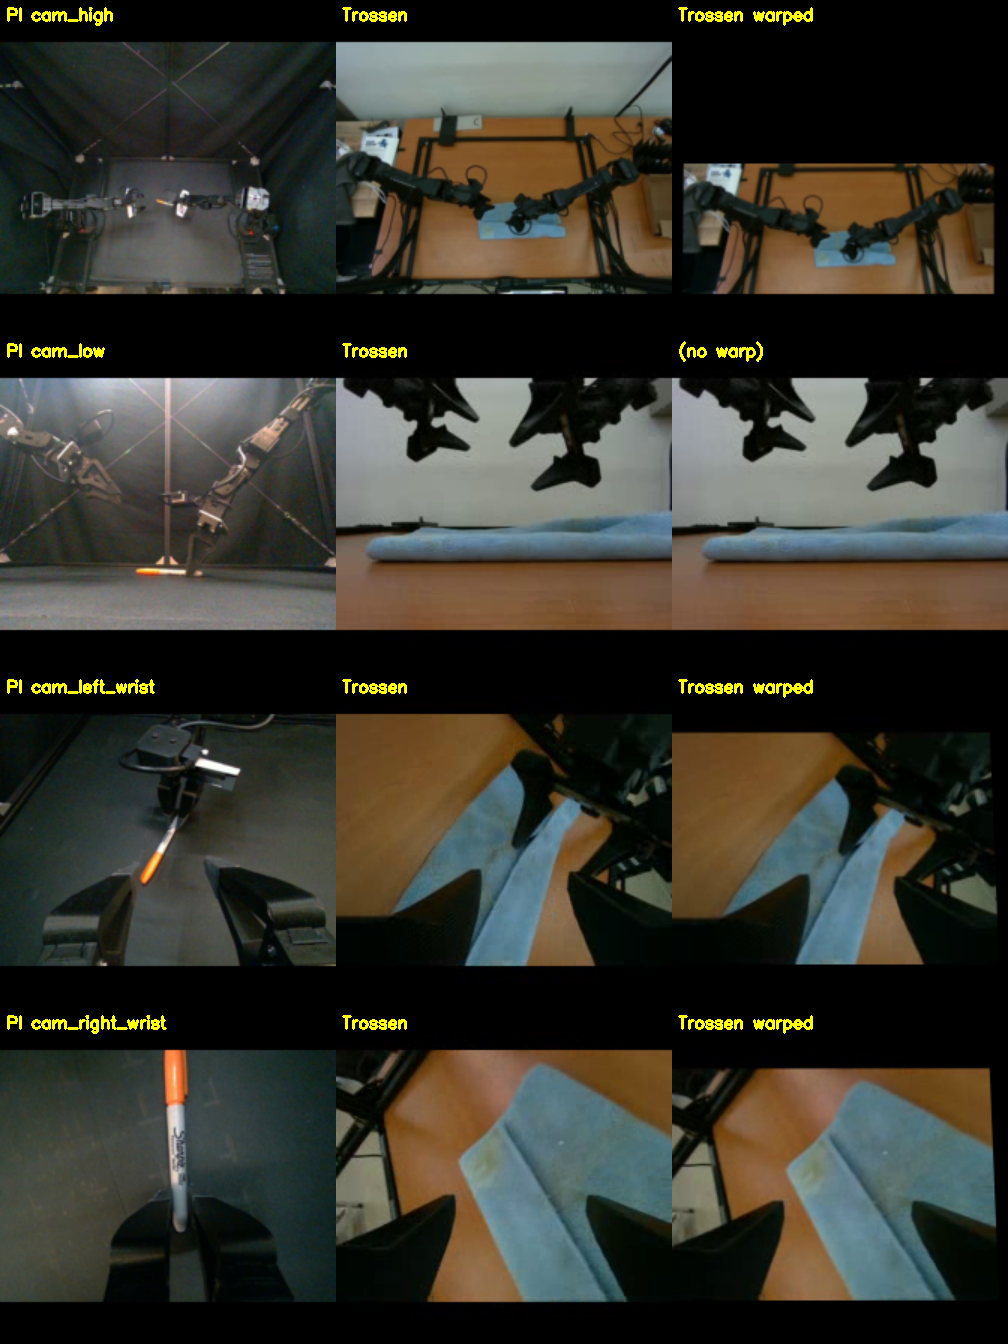 PI cam_high
Trossen
Trossen warped
PI cam_low
Trossen
(no warp)
PI cam_left_wrist
Trossen
Trossen warped
PI cam_right_wrist
Trossen
Trossen warped
Sharpie